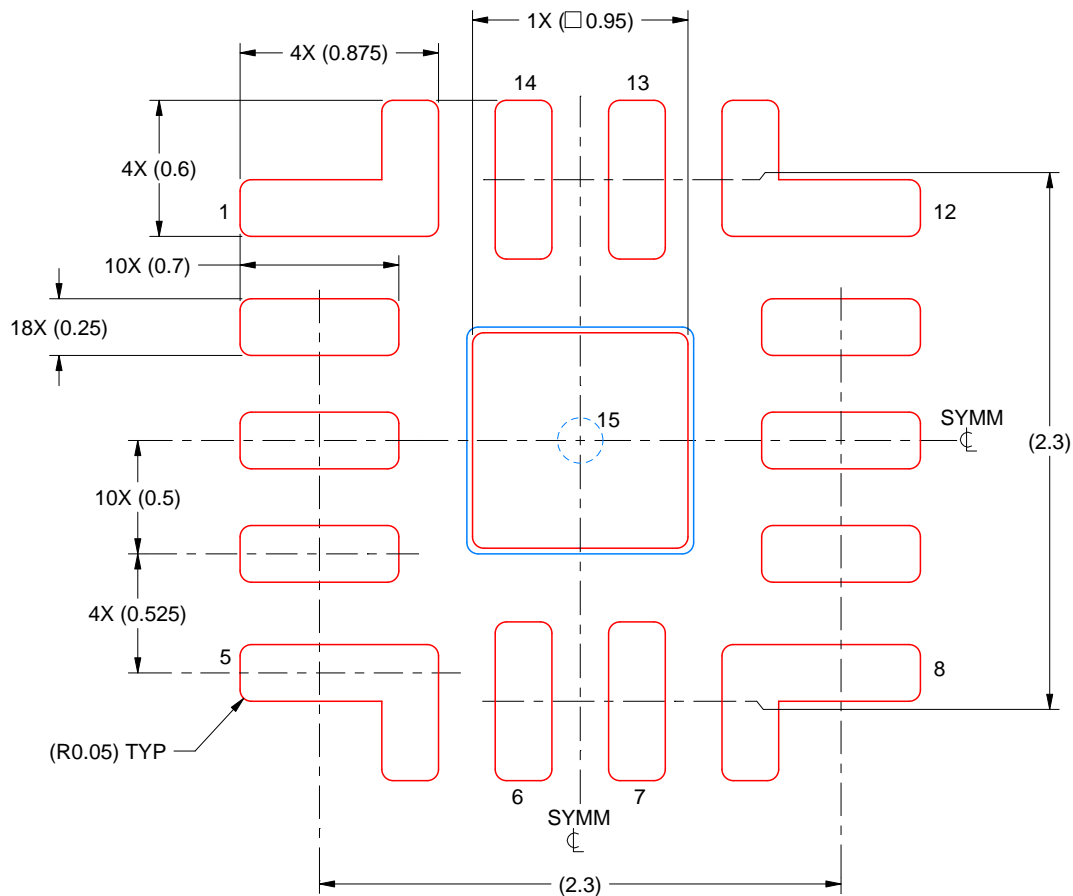 1X (□ 0.95)
4X (0.875)
14
13
4X (0.6)
1
12
10X (0.7)
18X (0.25)
15
SYMM
℄
(2.3)
10X (0.5)
4X (0.525)
5
8
(R0.05) TYP
6
7
SYMM
℄
(2.3)